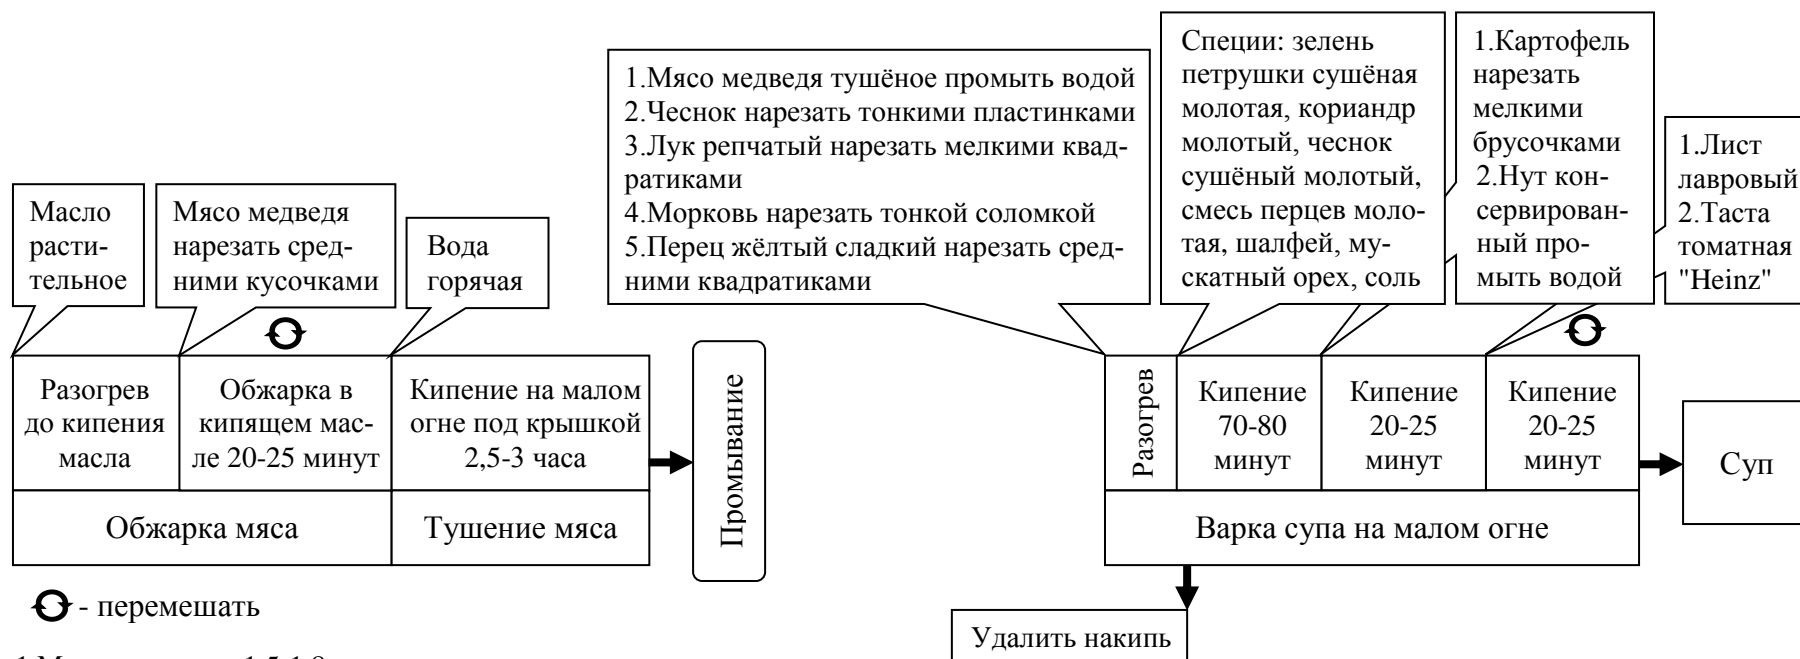 Масло
расти-
тельное
Мясо медведя
нарезать сред-
ними кусочками
Вода
горячая
1.Мясо медведя тушёное промыть водой
2.Чеснок нарезать тонкими пластинками
3.Лук репчатый нарезать мелкими квад-
ратиками
4.Морковь нарезать тонкой соломкой
5.Перец жёлтый сладкий нарезать сред-
ними квадратиками
Специи: зелень
петрушки сушёная
молотая, кориандр
молотый, чеснок
сушёный молотый,
смесь перцев моло-
тая, шалфей, му-
скатный орех, соль
1.Картофель
нарезать
мелкими
брусочками
2.Нут кон-
сервирован-
ный про-
мыть водой
1.Лист
лавровый
2.Таста
томатная
"Heinz"
Разогрев
до кипения
масла
Обжарка в
кипящем мас-
ле 20-25 минут
Кипение на малом
огне под крышкой
2,5-3 часа
Обжарка мяса
Тушение мяса
Промывание
Разогрев
Кипение
70-80
минут
Кипение
20-25
минут
Кипение
20-25
минут
Варка супа на малом огне
Суп
- перемешать
Удалить накипь